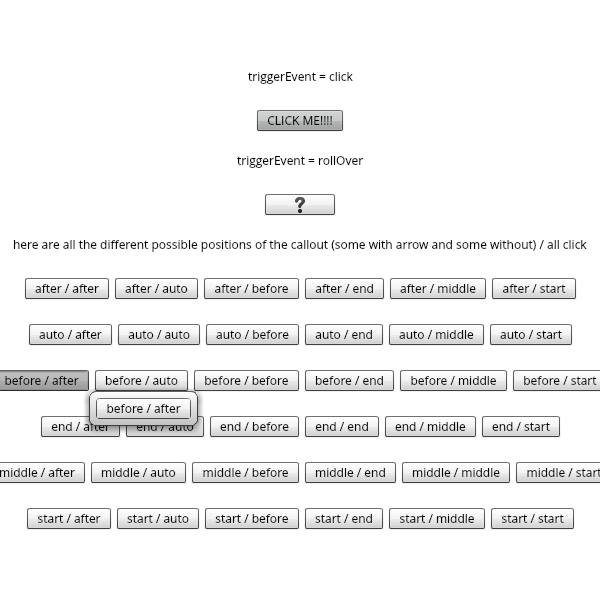 triggerEvent = click
CLICK ME!!!!
triggerEvent = rollOver
?
here are all the different possible positions of the callout (some with arrow and some without) / all click
after / after after / auto after / before after / end after / middle after / start
auto / after auto / auto auto / before auto / end auto / middle auto / start
before / after before / auto before / before before / end before / middle before / start
before / after
end / after end / auto end / before end / end end / middle end / start
middle / after middle / auto middle / before middle / end middle / middle middle / start
start / after start / auto start / before start / end start / middle start / start